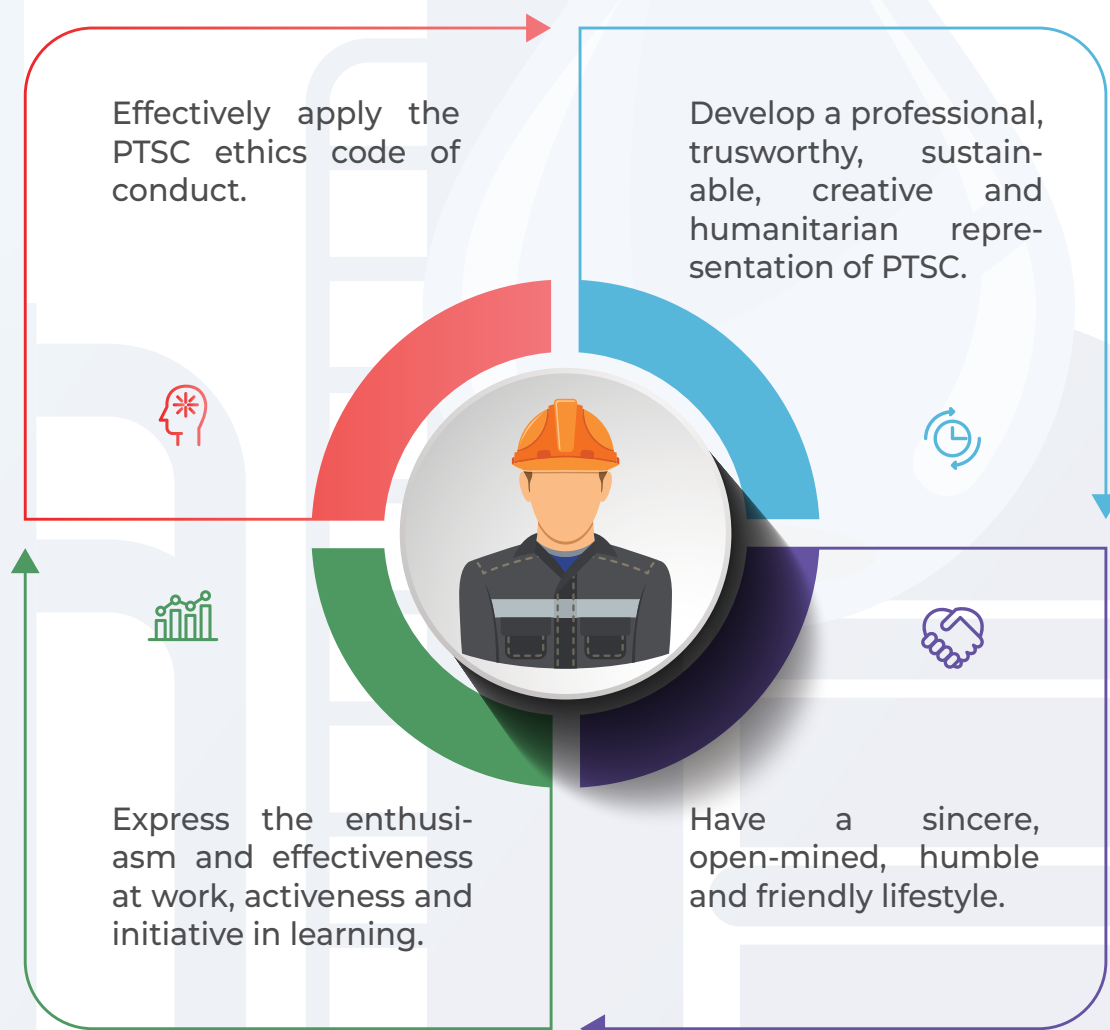 Effectively apply the
PTSC ethics code of
conduct.
Develop a professional,
trusworthy, sustain-
able, creative and
humanitarian repre-
sentation of PTSC.
Express the enthusi-
asm and effectiveness
at work, activeness and
initiative in learning.
Have a sincere,
open-mined, humble
and friendly lifestyle.